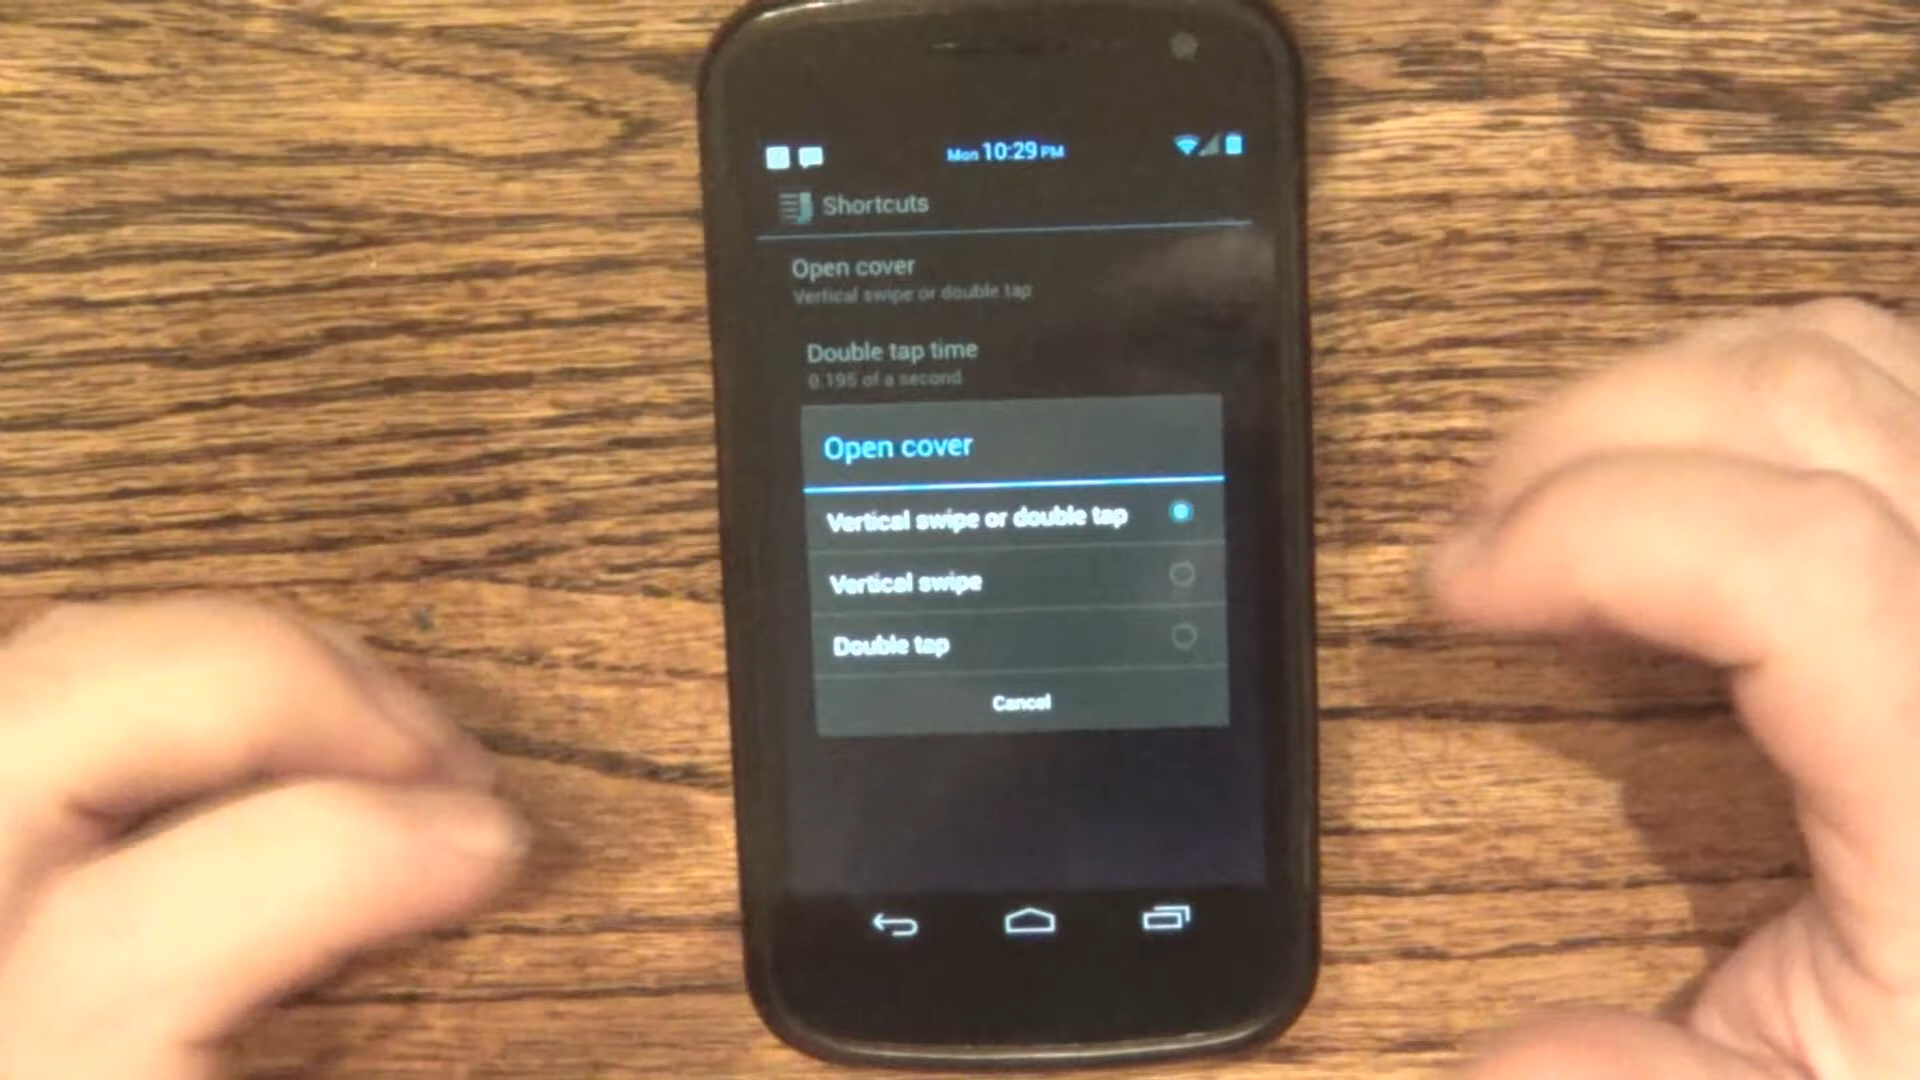 Mon 10:29 PM
Shortcuts
Open cover
Vertical swipe or double tap
Double tap time
0.195 of a second
Open cover
Vertical swipe or double tap
Vertical swipe
Double tap
Cancel